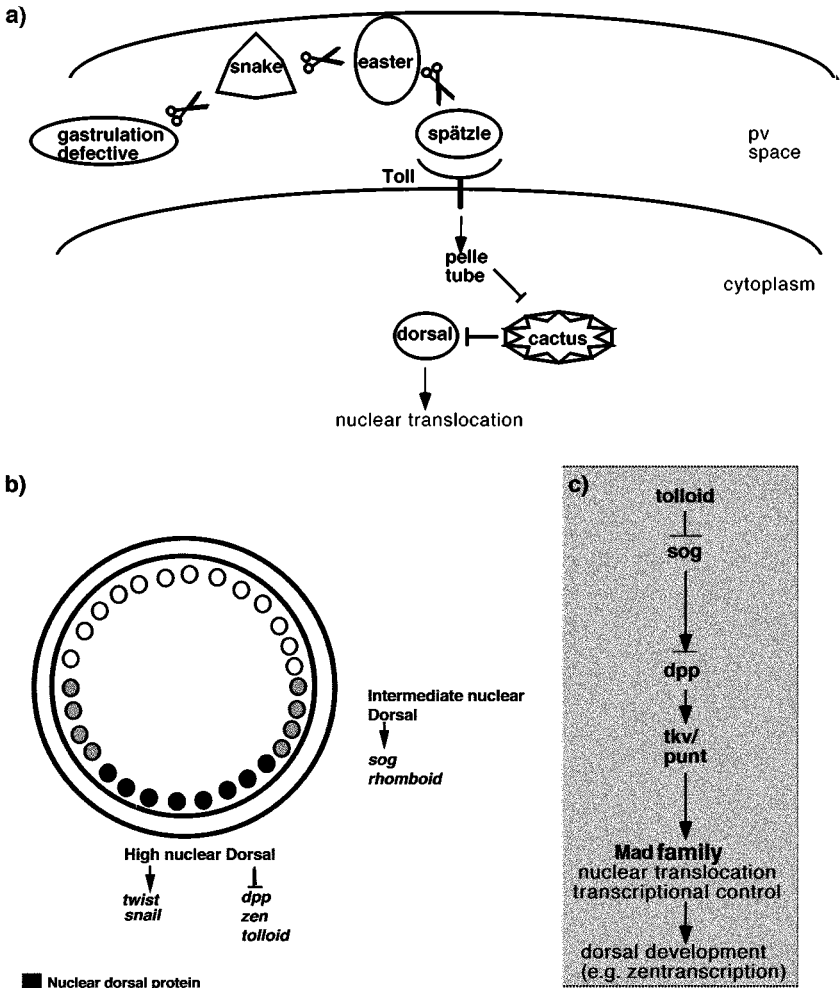 a)
snake
easter
gastrulation
defective
spätzle
pv
space
Toll
pelle
tube
cytoplasm
dorsal
cactus
nuclear translocation
b)
Intermediate nuclear
Dorsal
sog
rhomboid
High nuclear Dorsal
twist
snail
dpp
zen
tolloid
Nuclear dorsal protein
c)
tolloid
sog
dpp
tkv/
punt
Mad family
nuclear translocation
transcriptional control
dorsal development
(e.g. zentranscription)